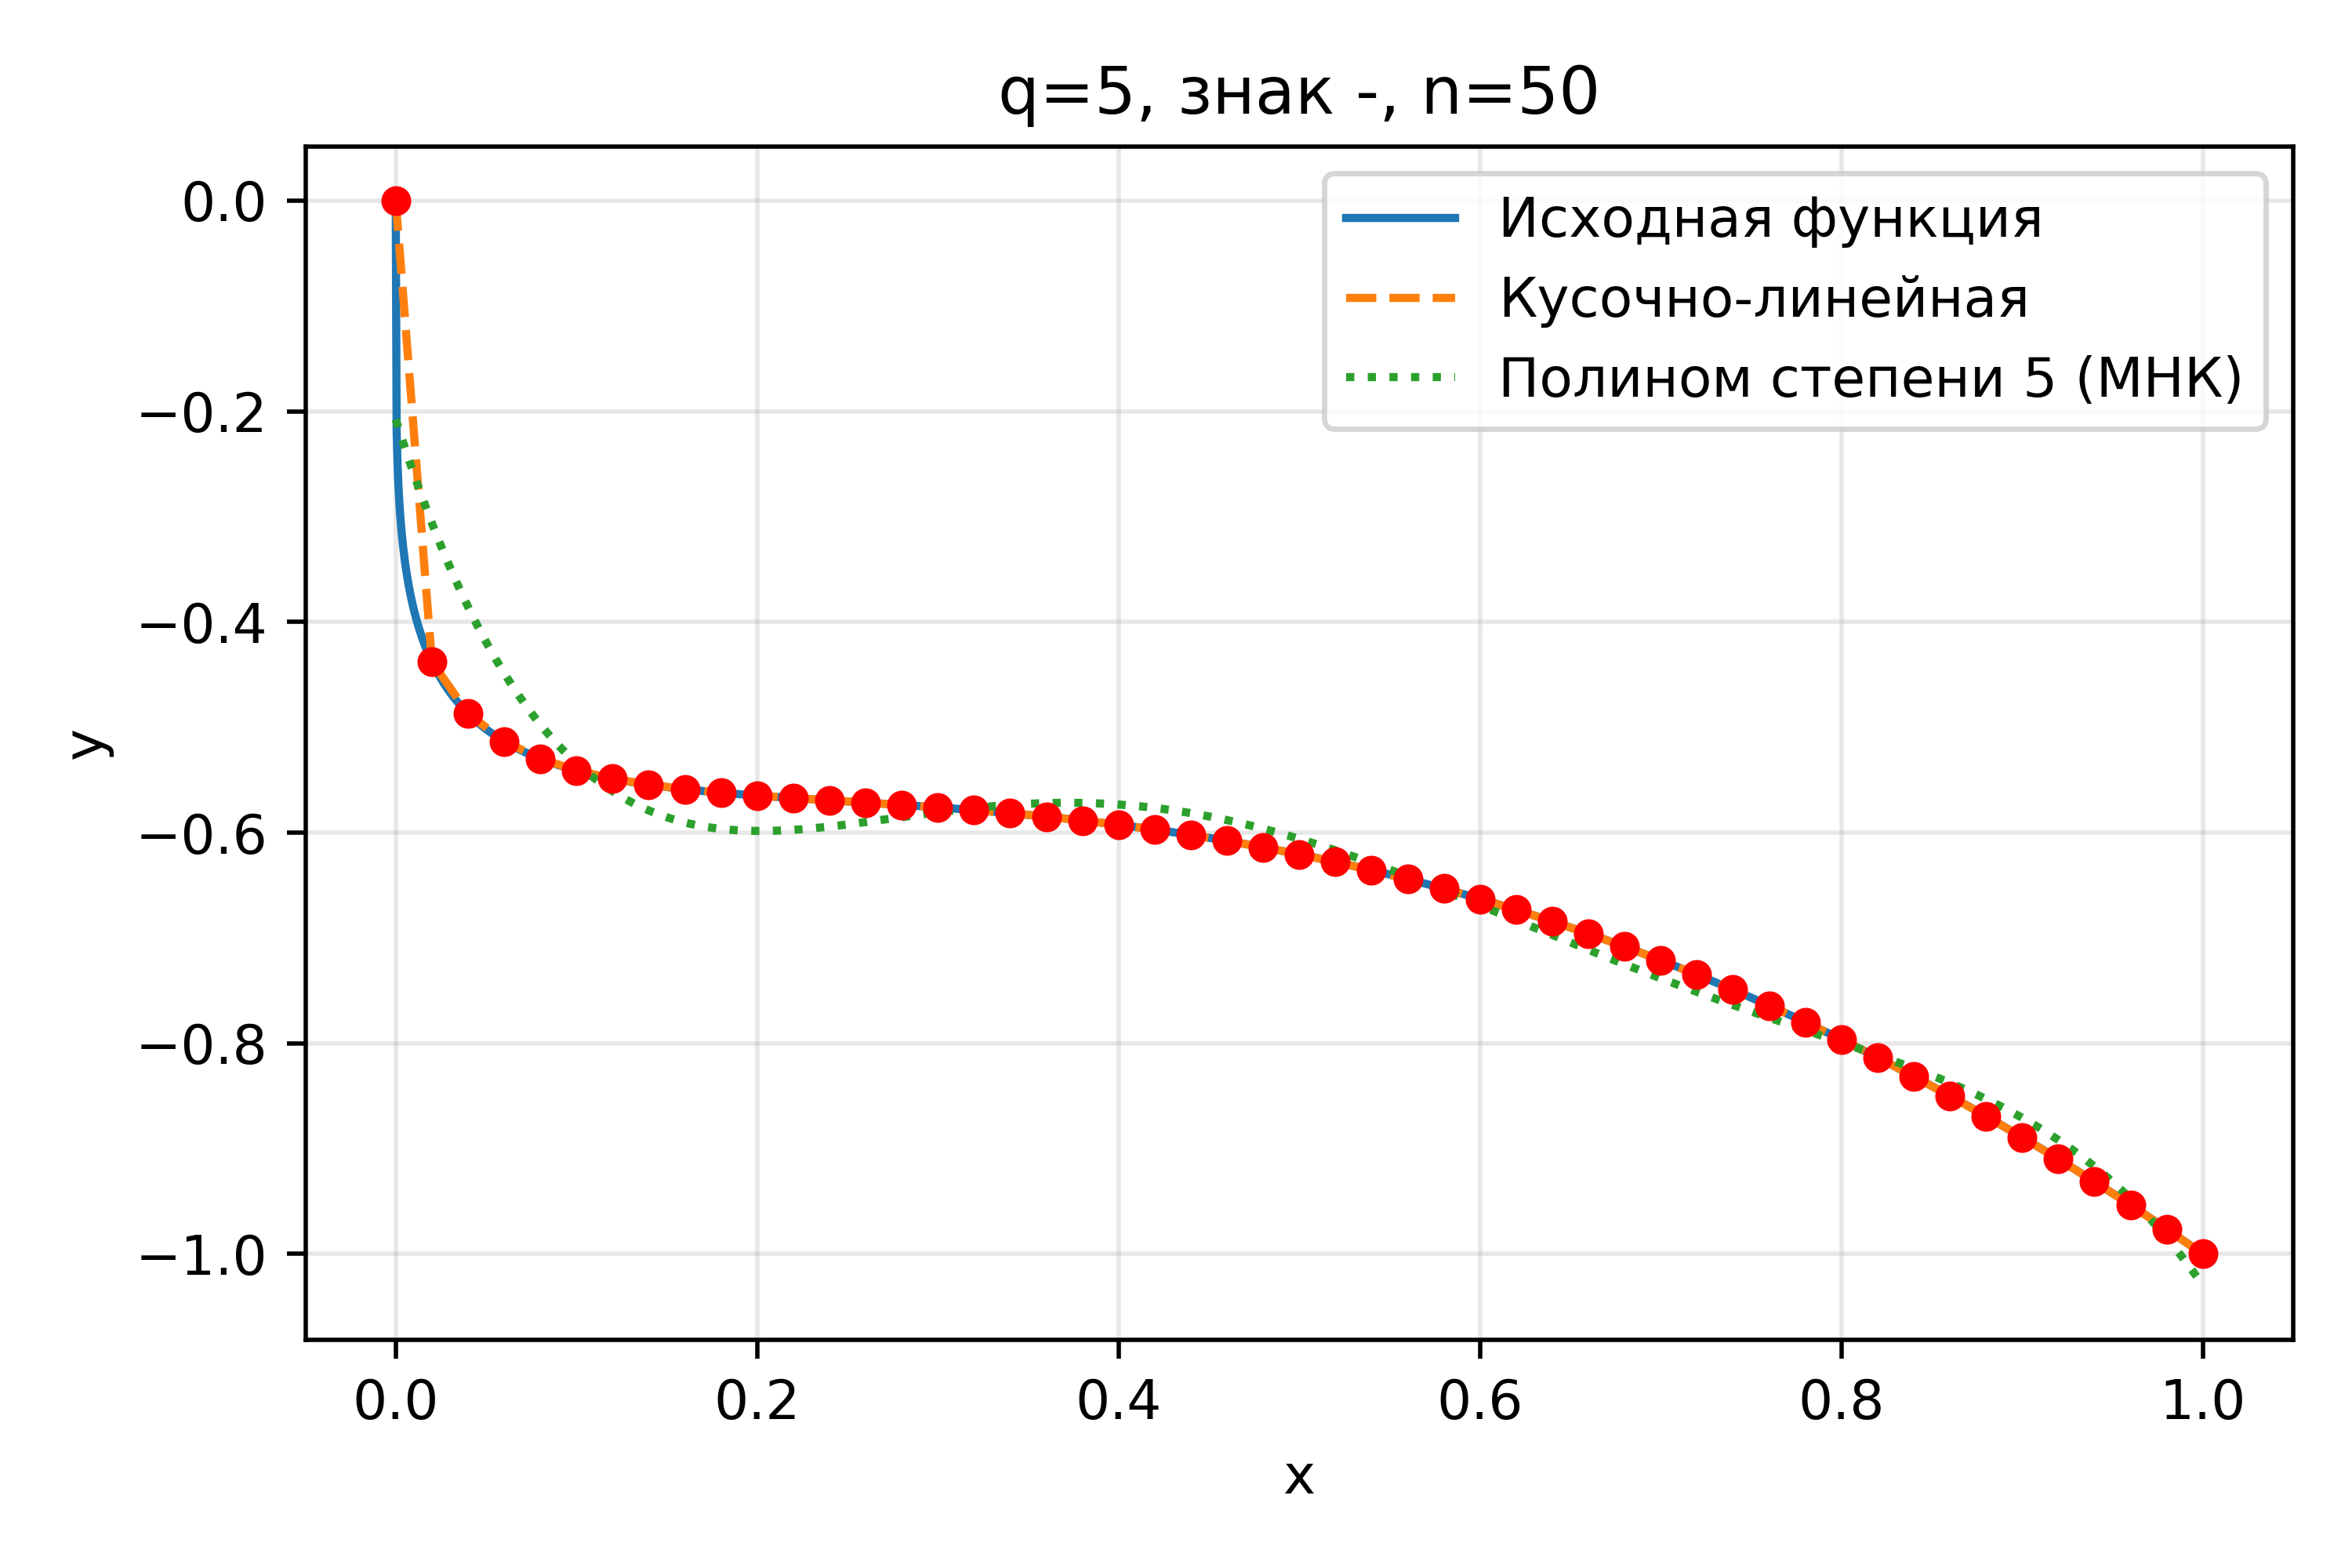 q=5, знак -, n=50
Исходная функция
Кусочно-линейная
Полином степени 5 (МНК)
0.0
−0.2
−0.4
−0.6
−0.8
−1.0
y
0.0 0.2 0.4 0.6 0.8 1.0
x